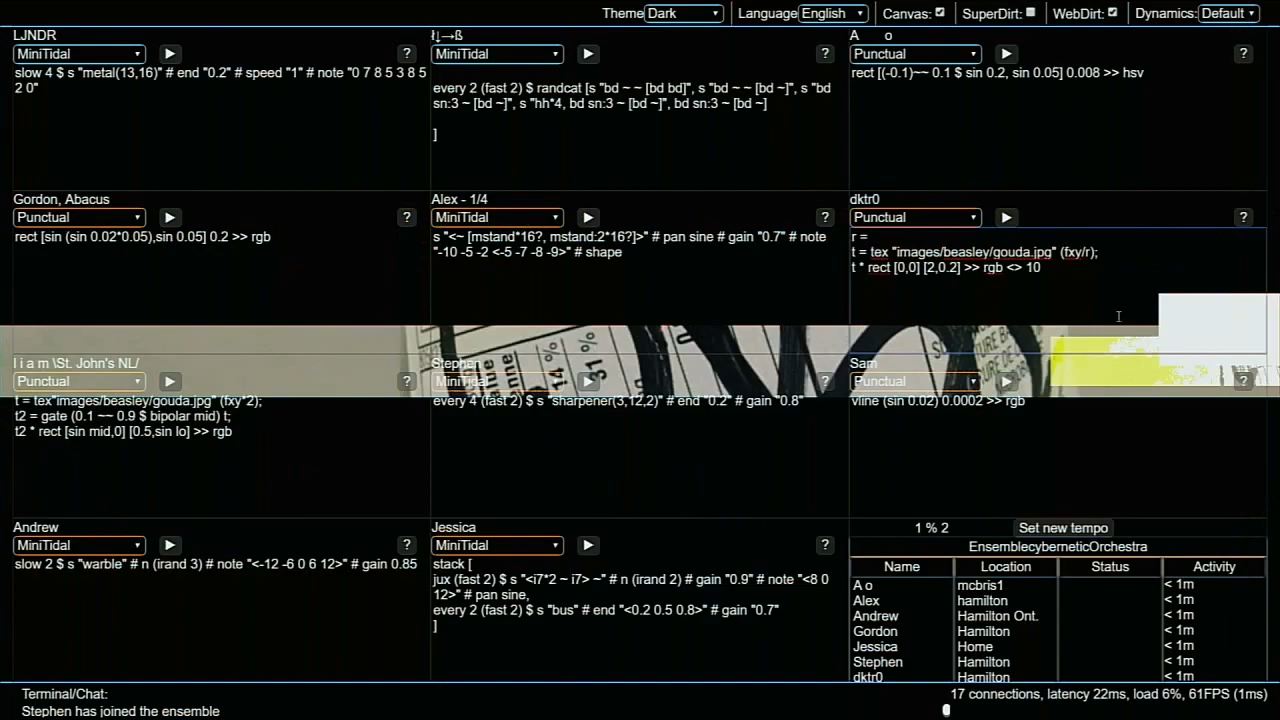 Theme Dark Language English Canvas: SuperDirt: WebDirt: Dynamics: Default
LJNDR
MiniTidal ?
slow 4 $ s "metal(13,16)" # end "0.2" # speed "1" # note "0 7 8 5 3 8 5
2 0"
ł↓→ß
MiniTidal ?
every 2 (fast 2) $ randcat [s "bd ~ ~ [bd bd]", s "bd ~ ~ [bd ~]", s "bd
sn:3 ~ [bd ~]", s "hh*4, bd sn:3 ~ [bd ~]", bd sn:3 ~ [bd ~]
]
A o
Punctual ?
rect [(-0.1)~~ 0.1 $ sin 0.2, sin 0.05] 0.008 >> hsv
Gordon, Abacus
Punctual ?
rect [sin (sin 0.02*0.05),sin 0.05] 0.2 >> rgb
Alex - 1/4
MiniTidal ?
s "<~ [mstand*16?, mstand:2*16?]>" # pan sine # gain "0.7" # note
"-10 -5 -2 <-5 -7 -8 -9>" # shape
dktr0
Punctual ?
r =
t = tex "images/beasley/gouda.jpg" (fxy/r);
t * rect [0,0] [2,0.2] >> rgb <> 10
l i a m \St. John's NL/
Punctual ?
t = tex"images/beasley/gouda.jpg" (fxy*2);
t2 = gate (0.1 ~~ 0.9 $ bipolar mid) t;
t2 * rect [sin mid,0] [0.5,sin lo] >> rgb
Stephen
MiniTidal ?
every 4 (fast 2) $ s "sharpener(3,12,2)" # end "0.2" # gain "0.8"
14 %
31 %
Sam
Punctual ?
vline (sin 0.02) 0.0002 >> rgb
Andrew
MiniTidal ?
slow 2 $ s "warble" # n (irand 3) # note "<-12 -6 0 6 12>" # gain 0.85
Jessica
MiniTidal ?
stack [
jux (fast 2) $ s "<i7*2 ~ i7> ~" # n (irand 2) # gain "0.9" # note "<8 0
12>" # pan sine,
every 2 (fast 2) $ s "bus" # end "<0.2 0.5 0.8>" # gain "0.7"
]
1 % 2 Set new tempo
EnsemblecyberneticOrchestra
Name Location Status Activity
A o mcbris1 < 1m
Alex hamilton < 1m
Andrew Hamilton Ont. < 1m
Gordon Hamilton < 1m
Jessica Home < 1m
Stephen Hamilton < 1m
dktr0 Hamilton < 1m
Terminal/Chat:
Stephen has joined the ensemble
17 connections, latency 22ms, load 6%, 61FPS (1ms)